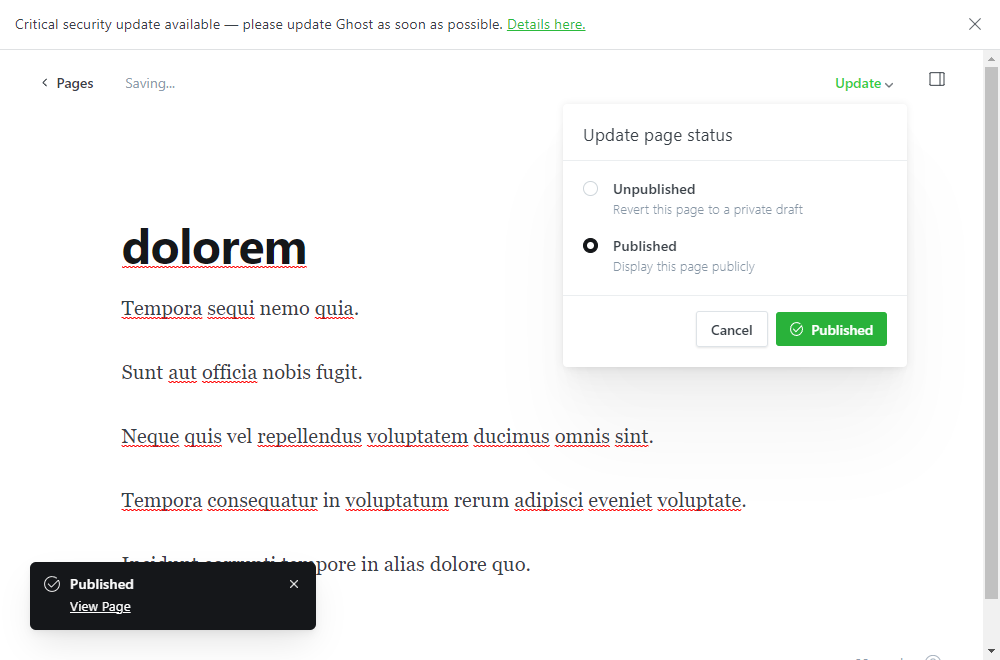 Critical security update available — please update Ghost as soon as possible. Details here.
Pages
Saving...
Update
Update page status
Unpublished
Revert this page to a private draft
Published
Display this page publicly
Cancel
Published
dolorem
Tempora sequi nemo quia.
Sunt aut officia nobis fugit.
Neque quis vel repellendus voluptatem ducimus omnis sint.
Tempora consequatur in voluptatum rerum adipisci eveniet voluptate.
Incidunt corrupti tempore in alias dolore quo.
Published
View Page